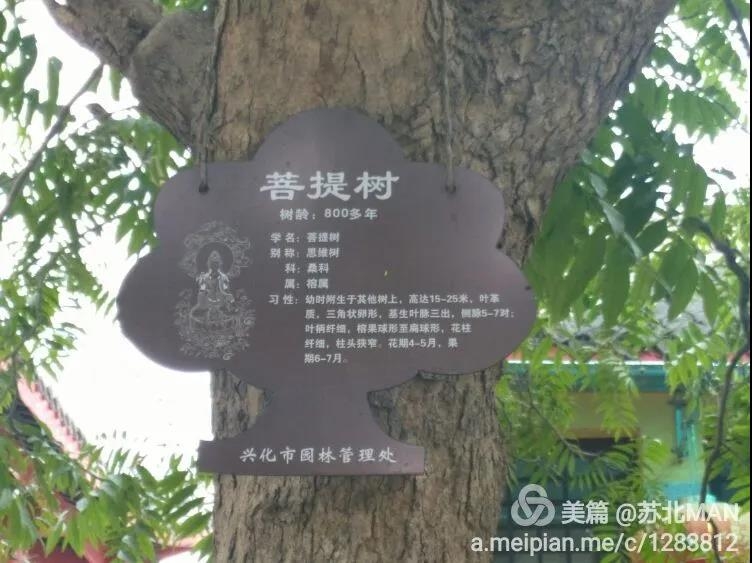 菩提树
树龄：800多年
学名：菩提树
别称：思维树
科：桑科
属：榕属
习性：幼时附生于其他树上，高达15-25米，叶革
质，三角状卵形，基生叶脉三出，侧脉5-7对；
叶柄纤细，榕果球形至扁球形，花柱
纤细，柱头狭窄。花期4-5月，果
期6-7月。
兴化市园林管理处
美篇 @苏北MAN
a.meipian.me/c/1288812